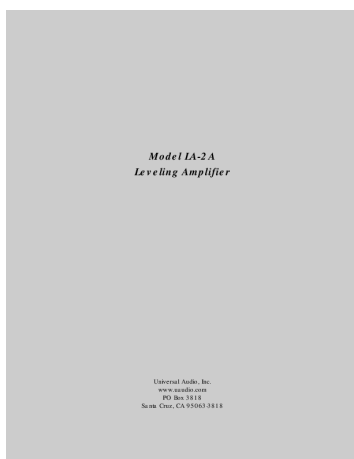 Model LA-2A
Leveling Amplifier
Universal Audio, Inc.
www.uaudio.com
PO Box 3818
Santa Cruz, CA 95063-3818